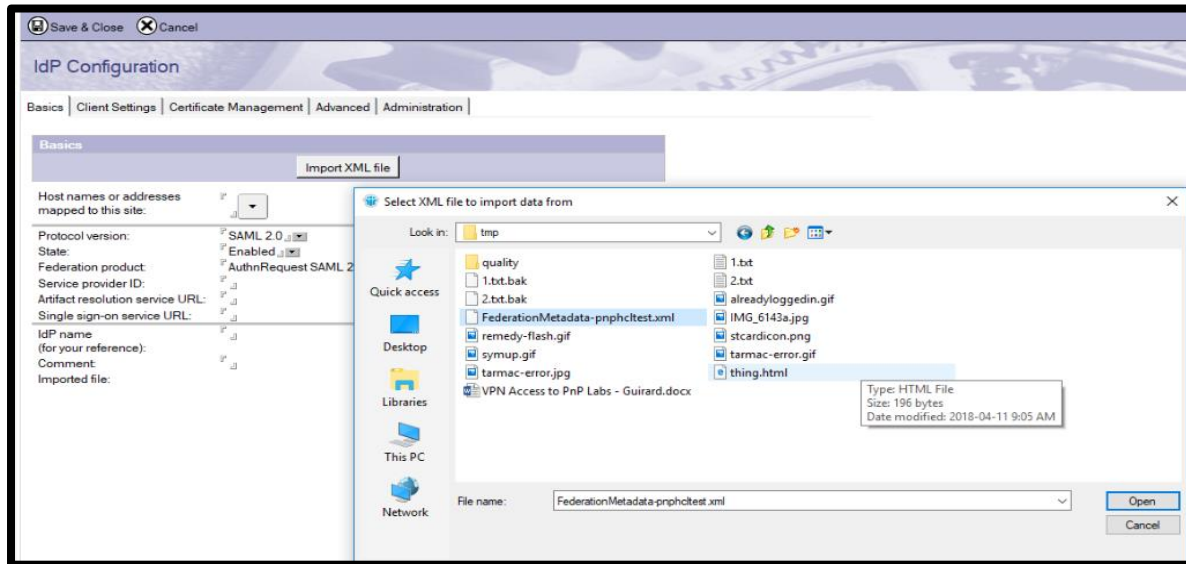 Save & Close Cancel
IdP Configuration
Basics Client Settings Certificate Management Advanced Administration
Basics
Import XML file
Host names or addresses
mapped to this site:
Protocol version: SAML 2.0
State: Enabled
Federation product: AuthnRequest SAML 2
Service provider ID:
Artifact resolution service URL:
Single sign-on service URL:
IdP name
(for your reference):
Comment:
Imported file:
Select XML file to import data from
Look in: tmp
Quick access
Desktop
Libraries
This PC
Network
quality
1.txt.bak
2.txt.bak
FederationMetadata-pnphcltest.xml
remedy-flash.gif
symup.gif
tarmac-error.jpg
VPN Access to PnP Labs - Guirard.docx
1.txt
2.txt
alreadyloggedin.gif
IMG_6143a.jpg
stcardicon.png
tarmac-error.gif
thing.html
Type: HTML File
Size: 196 bytes
Date modified: 2018-04-11 9:05 AM
File name: FederationMetadata-pnphcltest.xml Open
Cancel